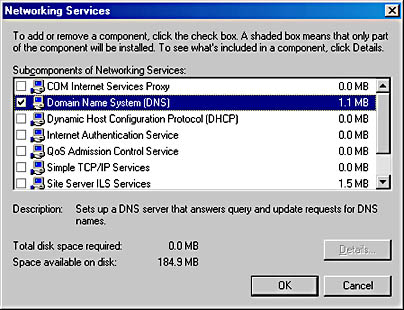 Networking Services
To add or remove a component, click the check box. A shaded box means that only part
of the component will be installed. To see what's included in a component, click Details.
Subcomponents of Networking Services:
COM Internet Services Proxy 0.0 MB
Domain Name System (DNS) 1.1 MB
Dynamic Host Configuration Protocol (DHCP) 0.0 MB
Internet Authentication Service 0.0 MB
QoS Admission Control Service 0.0 MB
Simple TCP/IP Services 0.0 MB
Site Server ILS Services 1.5 MB
Description: Sets up a DNS server that answers query and update requests for DNS
names.
Total disk space required: 0.0 MB
Space available on disk: 184.9 MB
Details...
OK Cancel